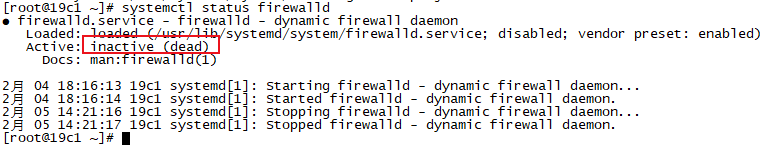 [root@19c1 ~]# systemctl status firewalld
● firewalld.service - firewalld - dynamic firewall daemon
Loaded: loaded (/usr/lib/systemd/system/firewalld.service; disabled; vendor preset: enabled)
Active: inactive (dead)
Docs: man:firewalld(1)
2月 04 18:16:13 19c1 systemd[1]: Starting firewalld - dynamic firewall daemon...
2月 04 18:16:14 19c1 systemd[1]: Started firewalld - dynamic firewall daemon.
2月 05 14:21:16 19c1 systemd[1]: Stopping firewalld - dynamic firewall daemon...
2月 05 14:21:17 19c1 systemd[1]: Stopped firewalld - dynamic firewall daemon.
[root@19c1 ~]#